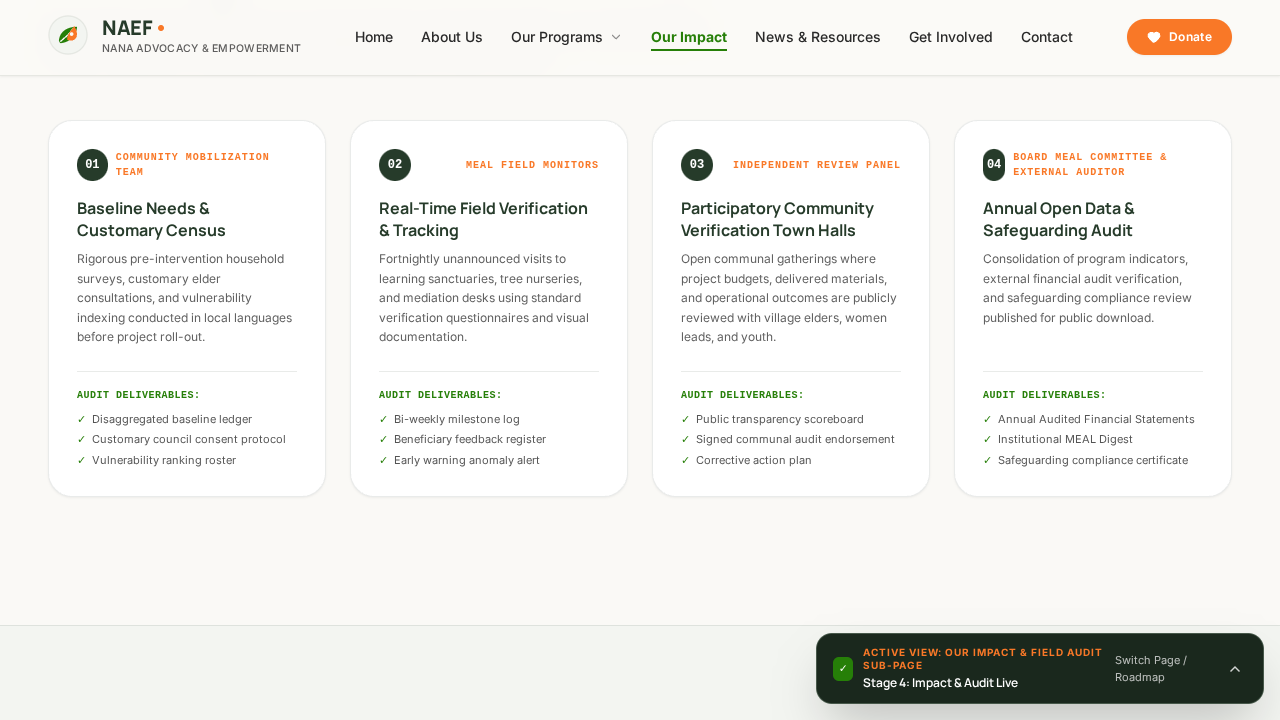 NAEF
NANA ADVOCACY & EMPOWERMENT
Home
About Us
Our Programs
Our Impact
News & Resources
Get Involved
Contact
Donate
01
COMMUNITY MOBILIZATION
TEAM
Baseline Needs &
Customary Census
Rigorous pre-intervention household
surveys, customary elder
consultations, and vulnerability
indexing conducted in local languages
before project roll-out.
AUDIT DELIVERABLES:
✓ Disaggregated baseline ledger
✓ Customary council consent protocol
✓ Vulnerability ranking roster
02
MEAL FIELD MONITORS
Real-Time Field Verification
& Tracking
Fortnightly unannounced visits to
learning sanctuaries, tree nurseries,
and mediation desks using standard
verification questionnaires and visual
documentation.
AUDIT DELIVERABLES:
✓ Bi-weekly milestone log
✓ Beneficiary feedback register
✓ Early warning anomaly alert
03
INDEPENDENT REVIEW PANEL
Participatory Community
Verification Town Halls
Open communal gatherings where
project budgets, delivered materials,
and operational outcomes are publicly
reviewed with village elders, women
leads, and youth.
AUDIT DELIVERABLES:
✓ Public transparency scoreboard
✓ Signed communal audit endorsement
✓ Corrective action plan
04
BOARD MEAL COMMITTEE &
EXTERNAL AUDITOR
Annual Open Data &
Safeguarding Audit
Consolidation of program indicators,
external financial audit verification,
and safeguarding compliance review
published for public download.
AUDIT DELIVERABLES:
✓ Annual Audited Financial Statements
✓ Institutional MEAL Digest
✓ Safeguarding compliance certificate
✓
ACTIVE VIEW: OUR IMPACT & FIELD AUDIT
SUB-PAGE
Stage 4: Impact & Audit Live
Switch Page /
Roadmap